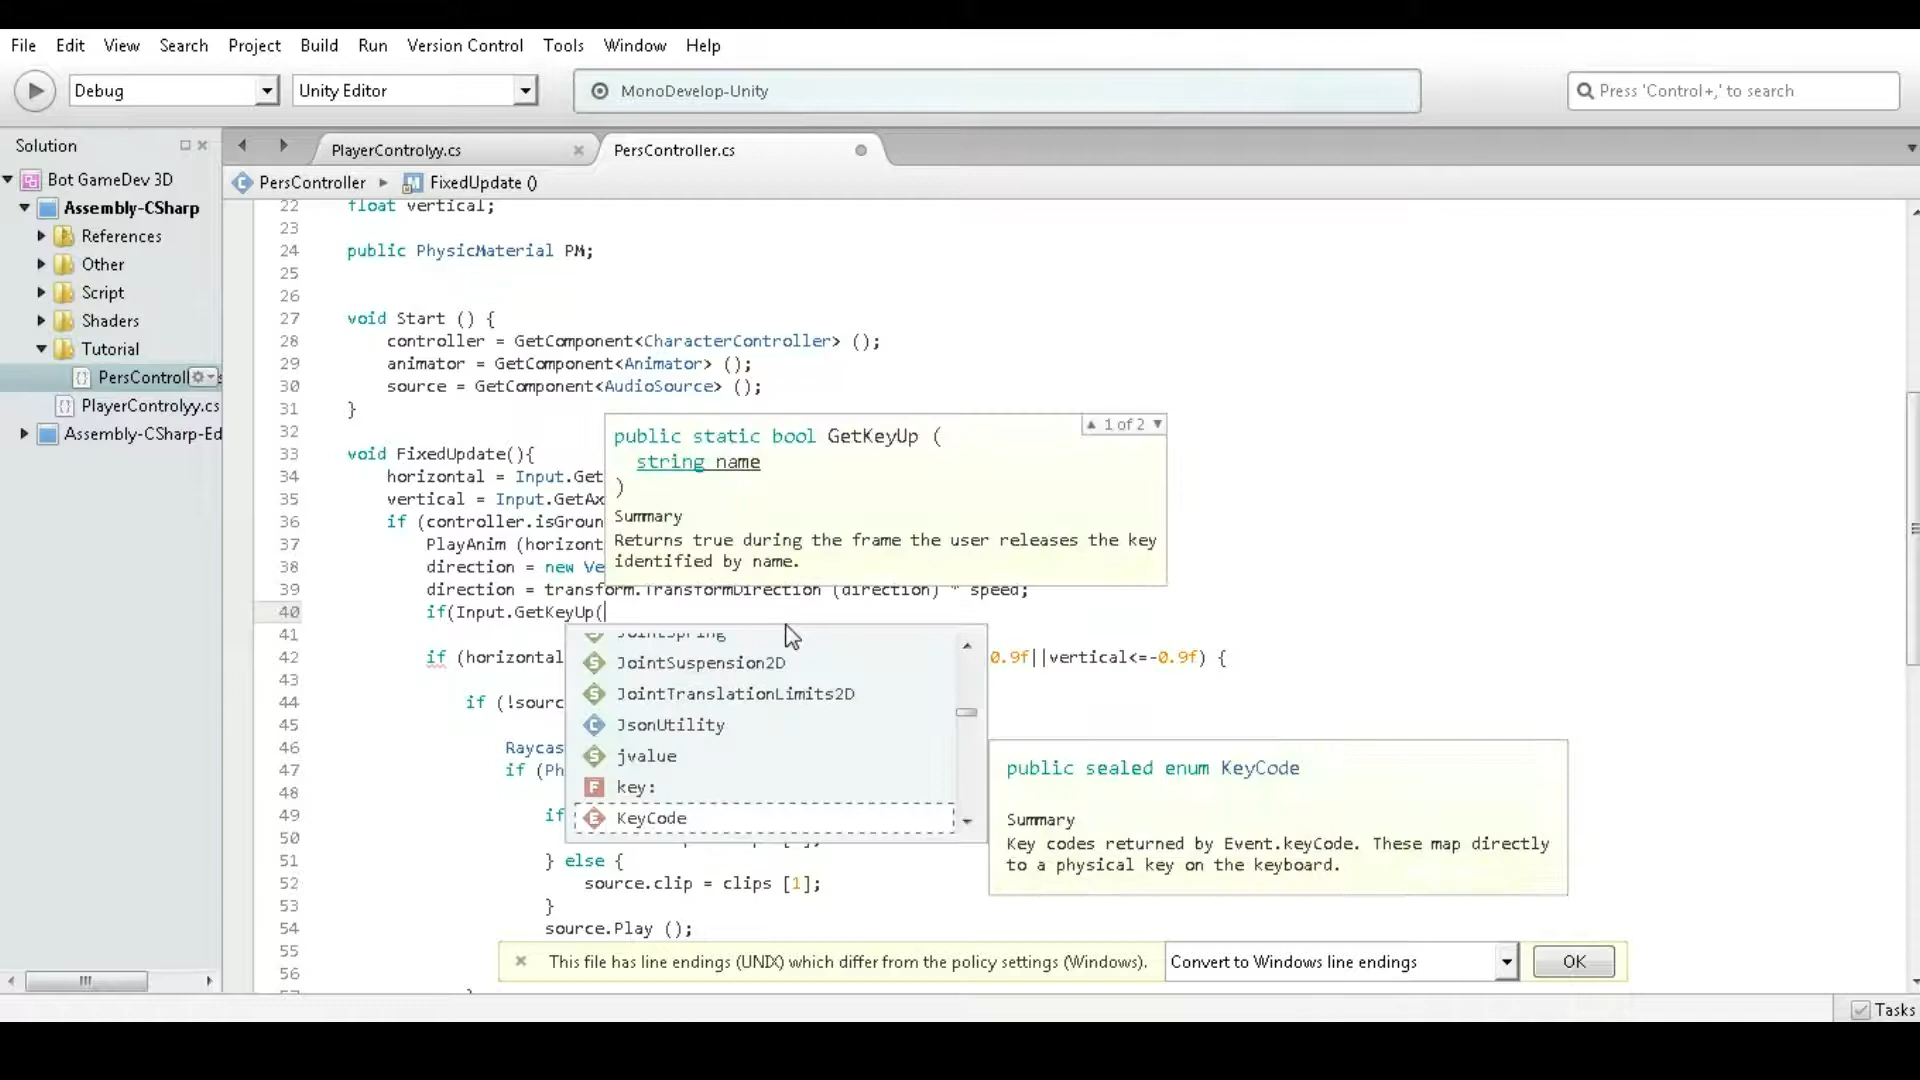 File Edit View Search Project Build Run Version Control Tools Window Help
Debug
Unity Editor
MonoDevelop-Unity
Press 'Control+,' to search
Solution
PlayerControlyy.cs
PersController.cs
Bot GameDev 3D
PersController
FixedUpdate ()
Assembly-CSharp
References
Other
Script
Shaders
Tutorial
PersControll
PlayerControlyy.cs
Assembly-CSharp-Ed
22 float vertical;
23
24 public PhysicMaterial PM;
25
26
27 void Start () {
28 controller = GetComponent<CharacterController> ();
29 animator = GetComponent<Animator> ();
30 source = GetComponent<AudioSource> ();
31 }
32
33 void FixedUpdate(){
34 horizontal = Input.Get
35 vertical = Input.GetAx
36 if (controller.isGroun
37 PlayAnim (horizont
38 direction = new Ve
39 direction = transform.TransformDirection (direction) * speed;
40 if(Input.GetKeyUp(
41
42 if (horizontal 0.9f||vertical<=-0.9f) {
43
44 if (!sourc
45
46 Raycas
47 if (Ph
48
49 if
50
51 } else {
52 source.clip = clips [1];
53 }
54 source.Play ();
55
56
1 of 2
public static bool GetKeyUp (
string name
)
Summary
Returns true during the frame the user releases the key
identified by name.
JointSpring
JointSuspension2D
JointTranslationLimits2D
JsonUtility
jvalue
key:
KeyCode
public sealed enum KeyCode
Summary
Key codes returned by Event.keyCode. These map directly
to a physical key on the keyboard.
This file has line endings (UNIX) which differ from the policy settings (Windows).
Convert to Windows line endings
OK
Tasks